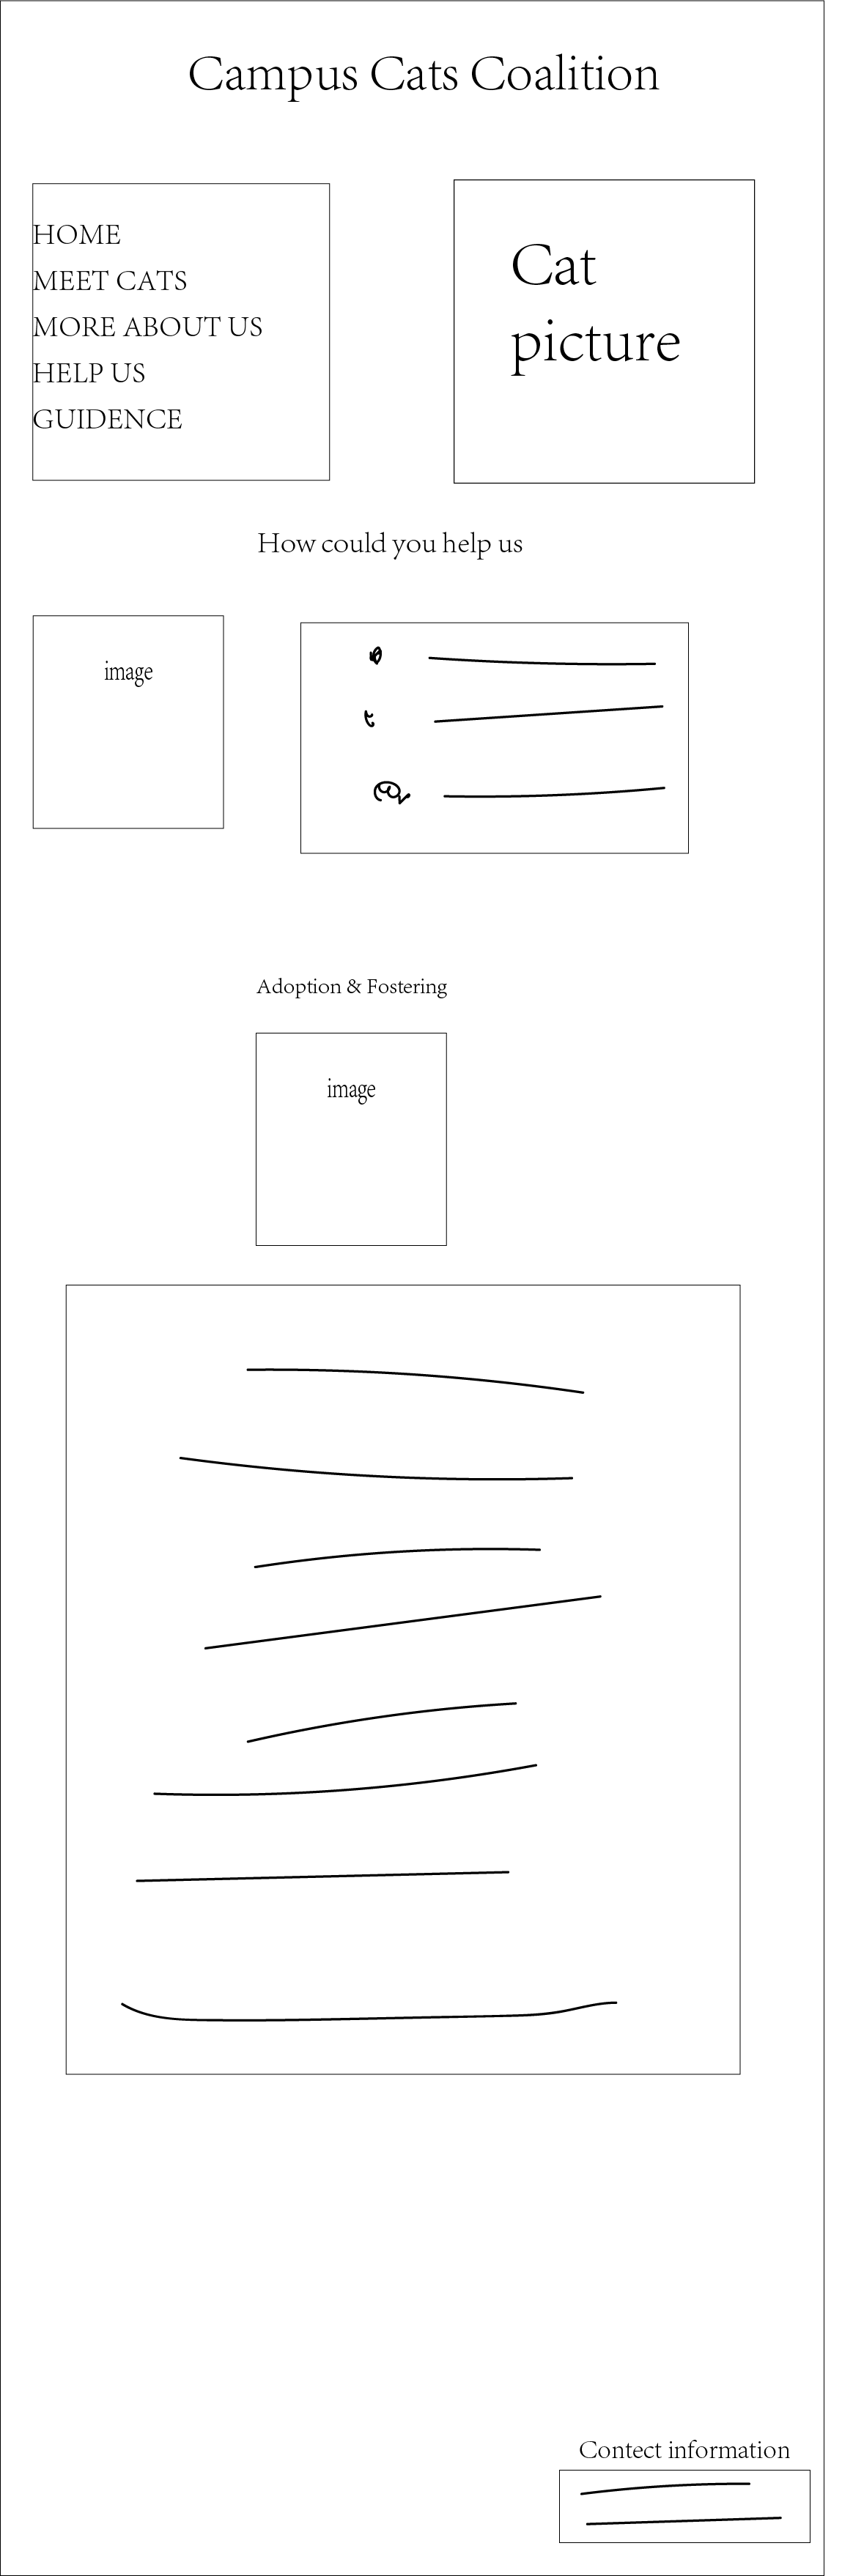 Campus Cats Coalition
HOME
MEET CATS
MORE ABOUT US
HELP US
GUIDENCE
Cat
picture
How could you help us
image
Adoption & Fostering
image
Contect information